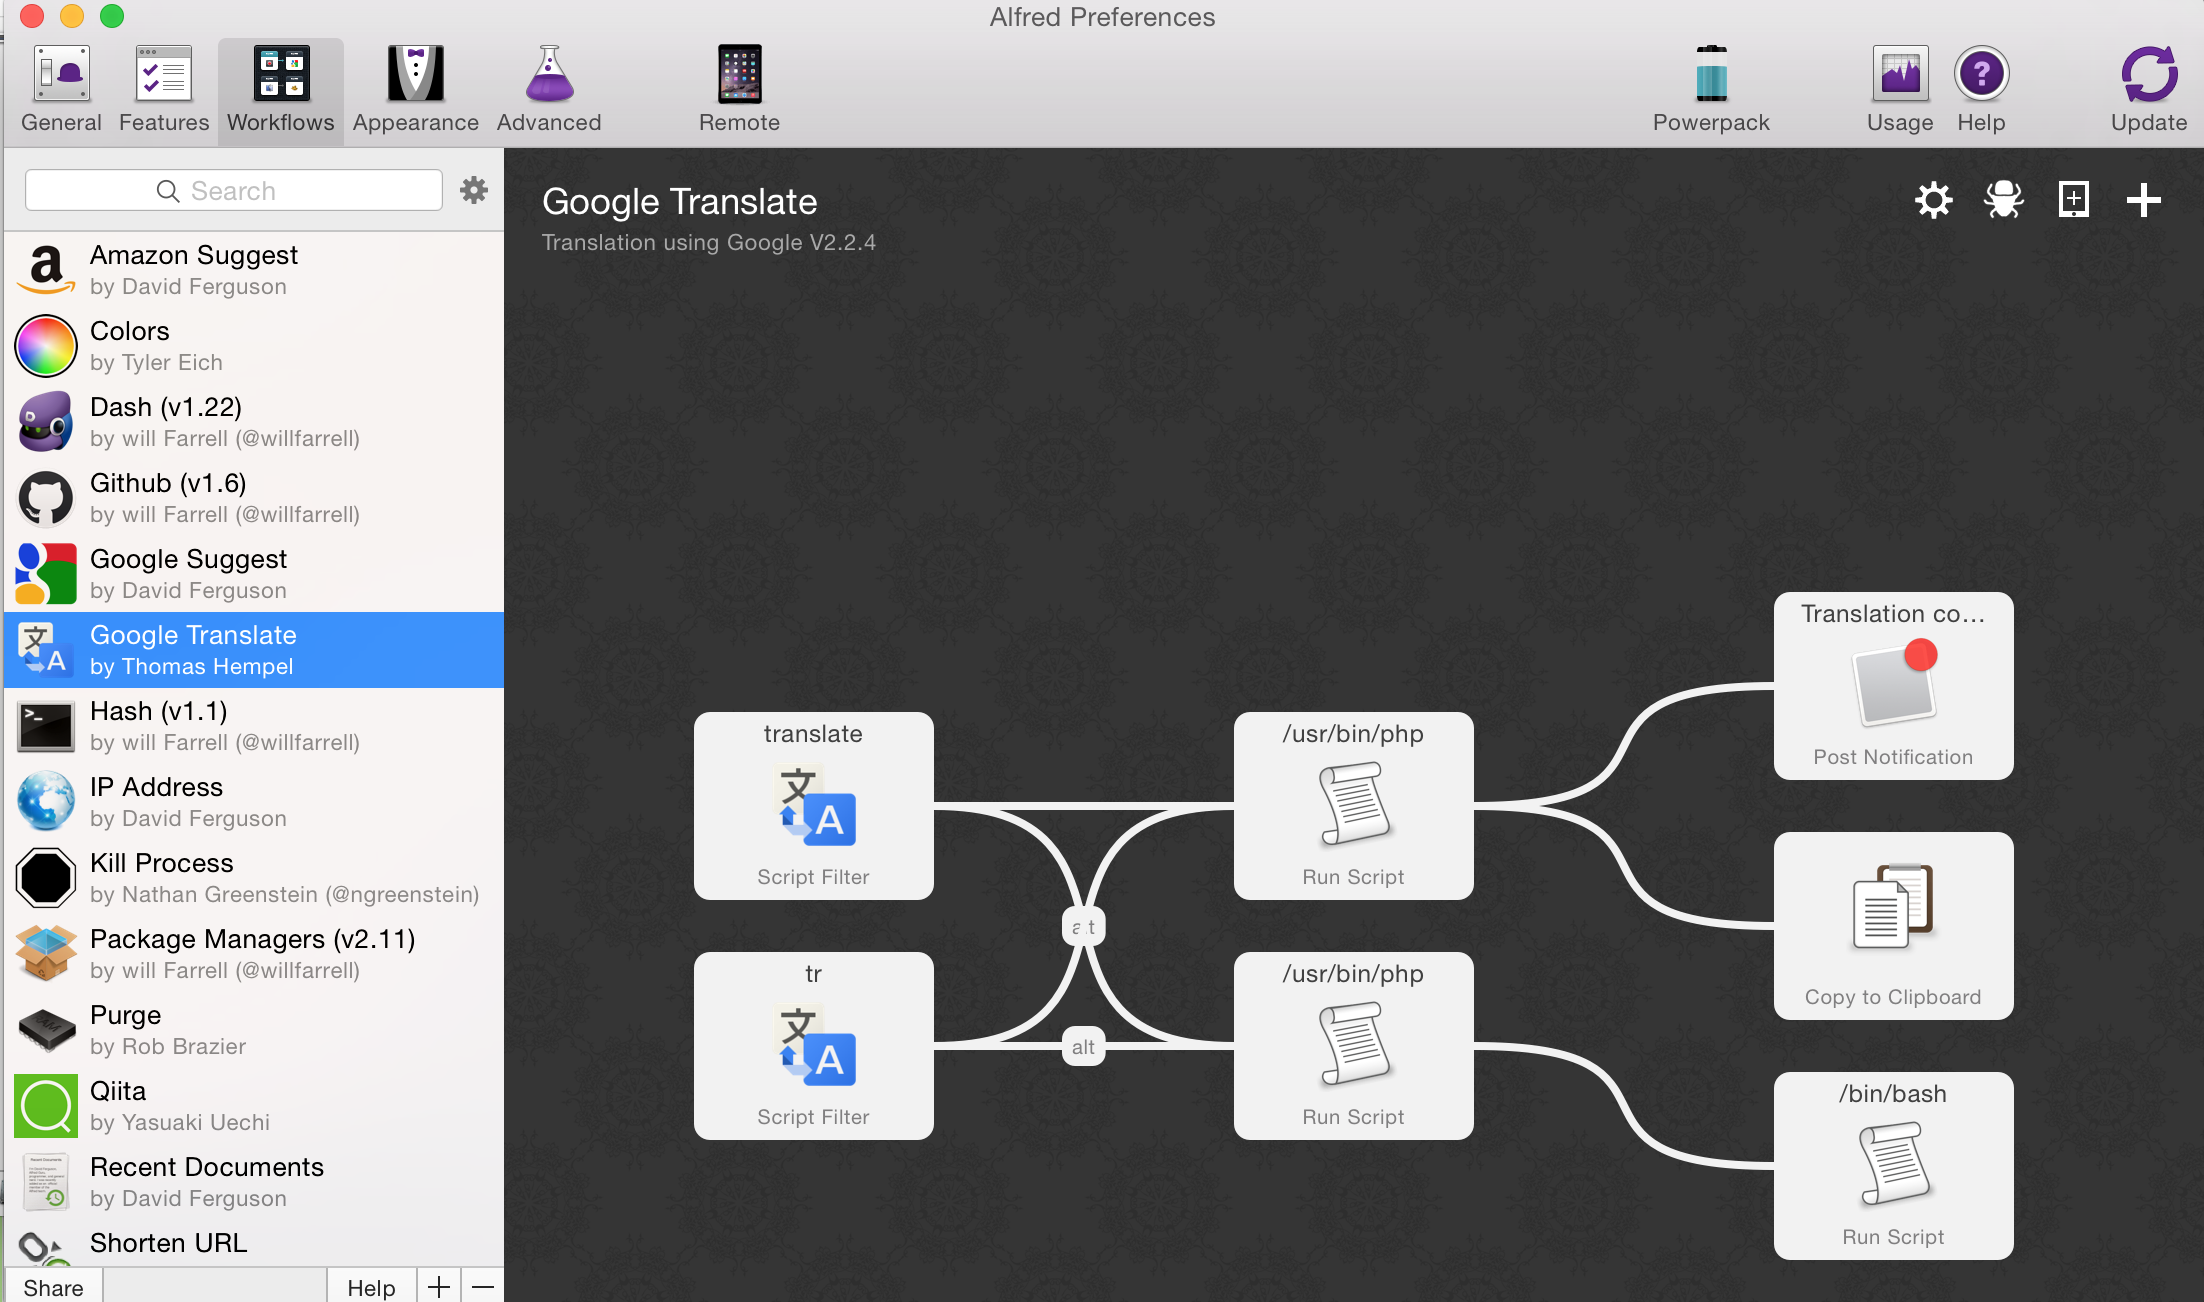 Alfred Preferences
General
Features
Workflows
Appearance
Advanced
Remote
Powerpack
Usage
Help
Update
Search
Amazon Suggest
by David Ferguson
Colors
by Tyler Eich
Dash (v1.22)
by will Farrell (@willfarrell)
Github (v1.6)
by will Farrell (@willfarrell)
Google Suggest
by David Ferguson
Google Translate
by Thomas Hempel
Hash (v1.1)
by will Farrell (@willfarrell)
IP Address
by David Ferguson
Kill Process
by Nathan Greenstein (@ngreenstein)
Package Managers (v2.11)
by will Farrell (@willfarrell)
Purge
by Rob Brazier
Qiita
by Yasuaki Uechi
Recent Documents
by David Ferguson
Shorten URL
Share
Help
Google Translate
Translation using Google V2.2.4
translate
文
A
Script Filter
tr
文
A
Script Filter
alt
alt
/usr/bin/php
Run Script
/usr/bin/php
Run Script
Translation co...
Post Notification
Copy to Clipboard
/bin/bash
Run Script